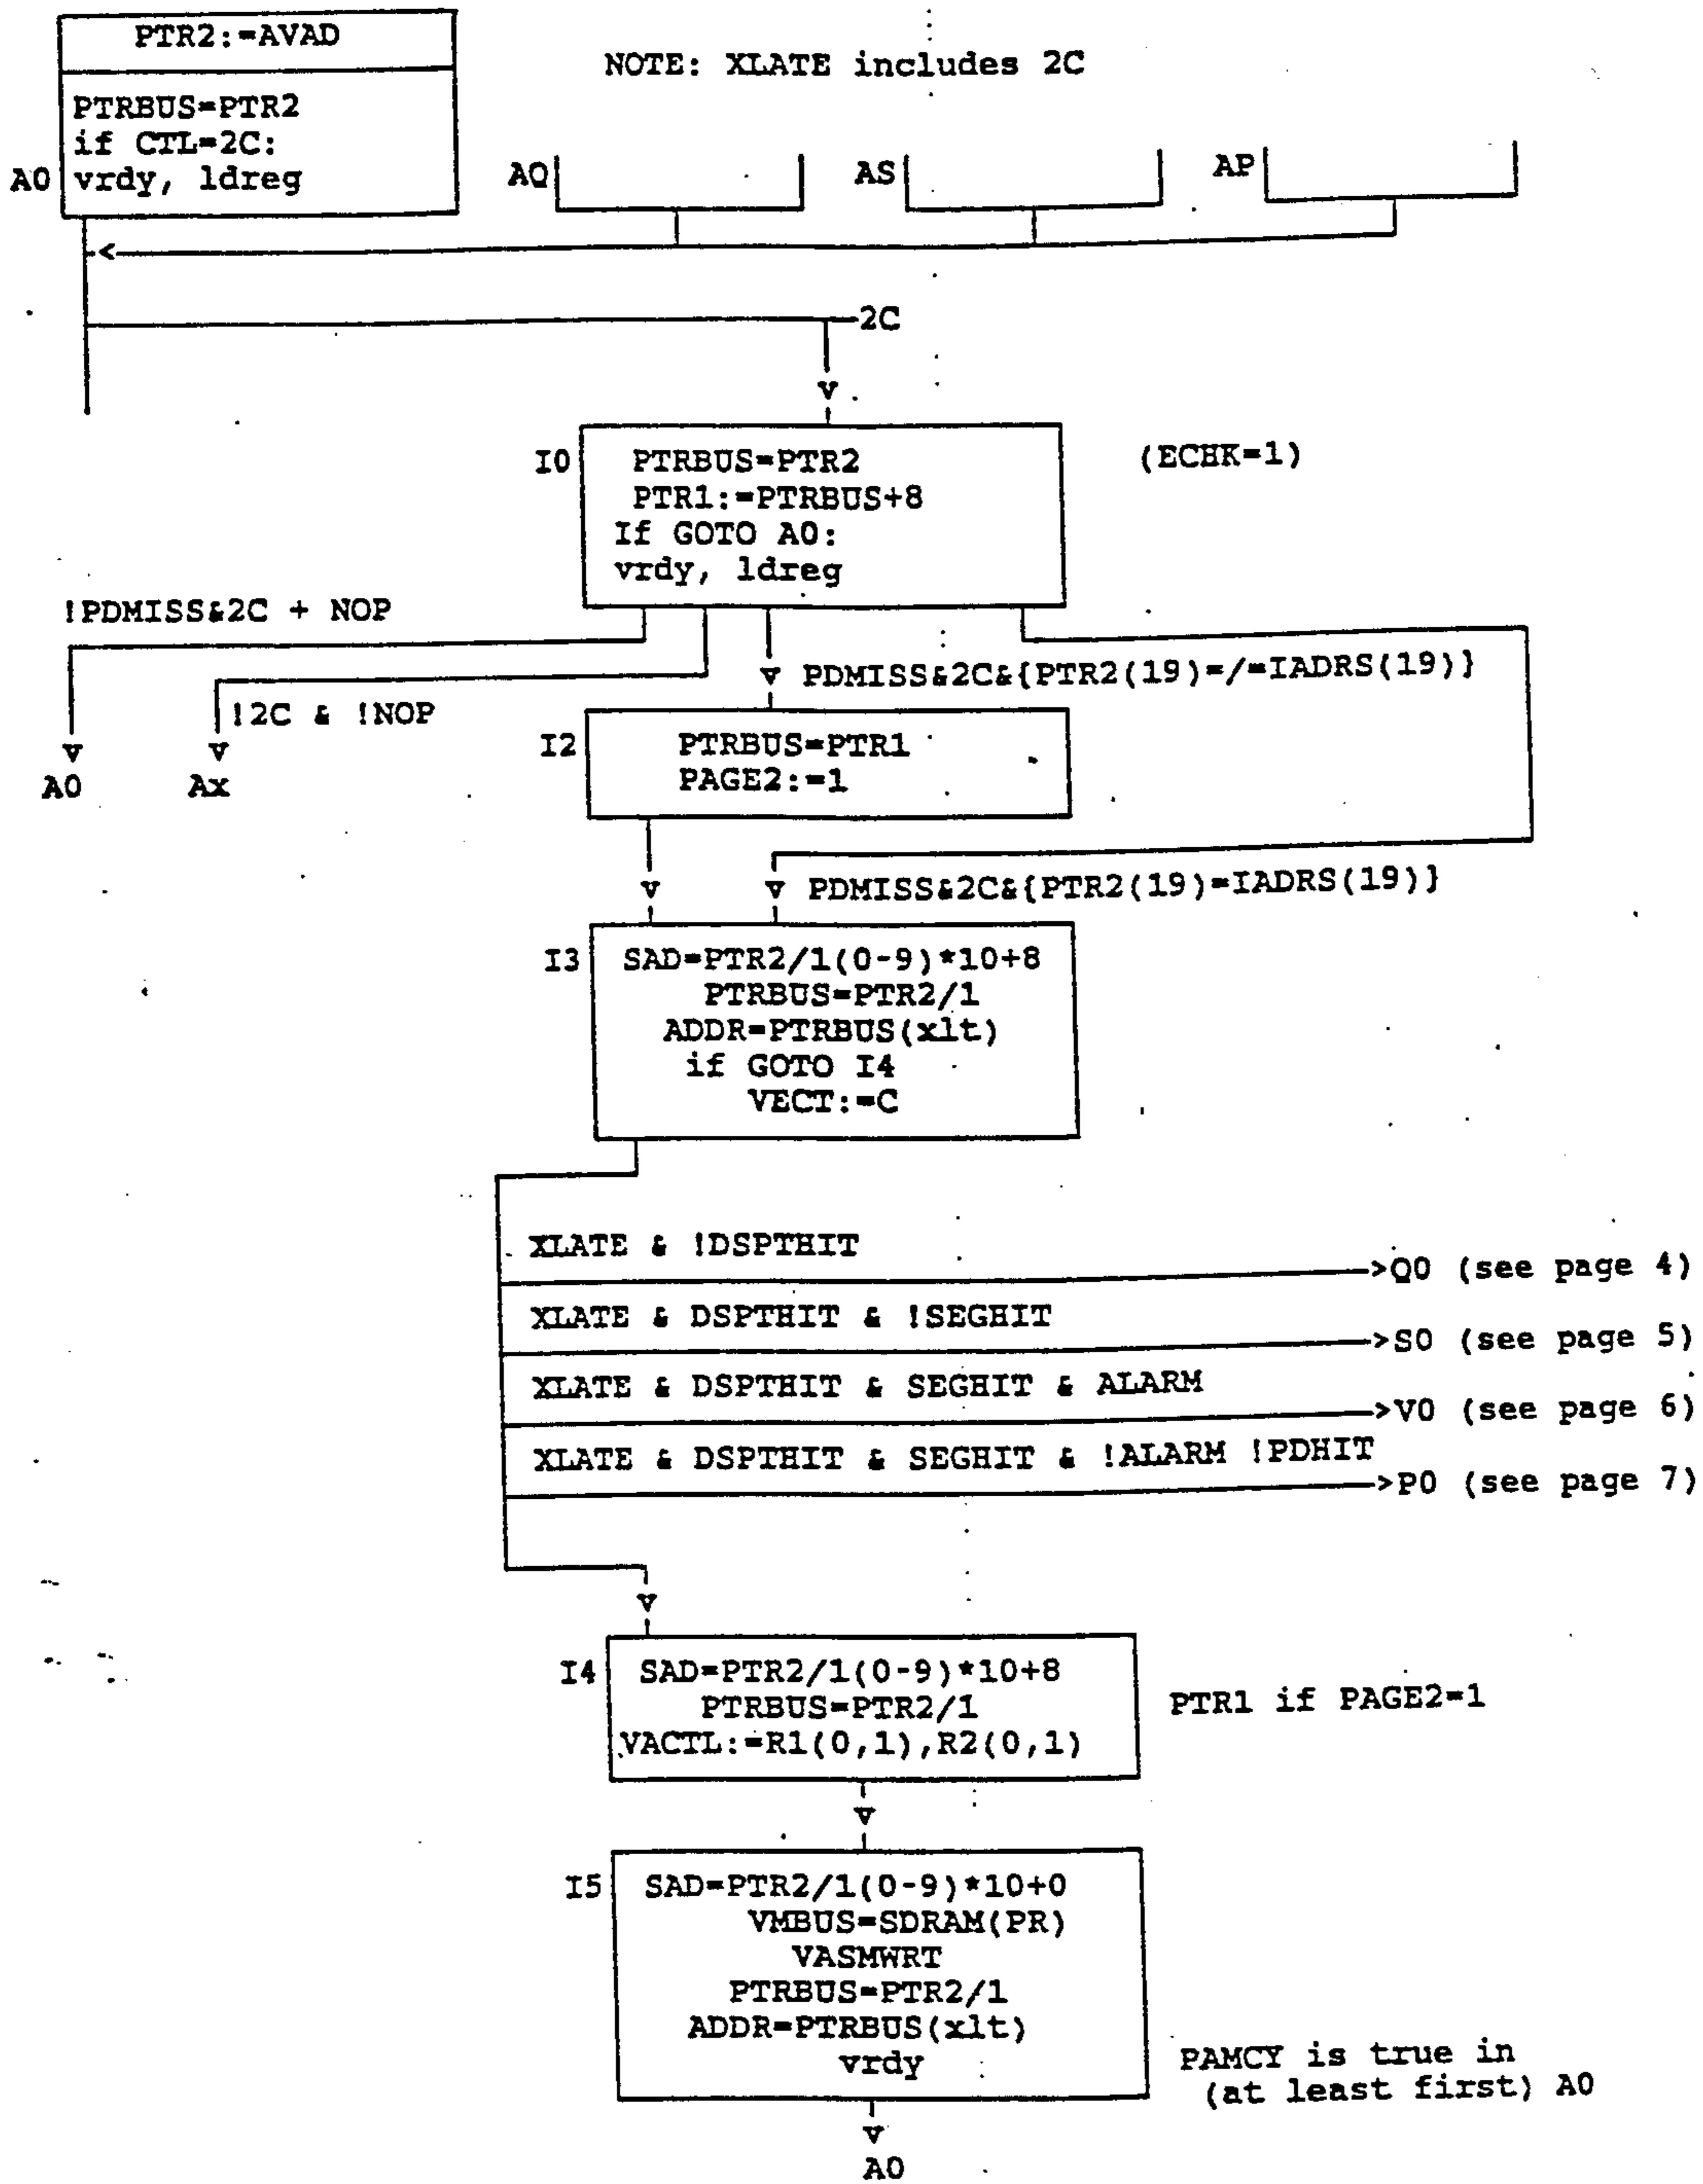 PTR2:=AVAD
NOTE: XLATE includes 2C
PTRBUS=PTR2
if CTL=2C:
A0 vrdy, ldreg
AQ
AS
AP
2C
I0 PTRBUS=PTR2
(ECHK=1)
PTR1:=PTRBUS+8
If GOTO A0:
vrdy, ldreg
!PDMISS&2C + NOP
PDMISS&2C&{PTR2(19)=/=IADRS(19)}
!2C & !NOP
I2 PTRBUS=PTR1
PAGE2:=1
A0
Ax
PDMISS&2C&{PTR2(19)=IADRS(19)}
I3 SAD=PTR2/1(0-9)*10+8
PTRBUS=PTR2/1
ADDR=PTRBUS(xlt)
if GOTO I4
VECT:=C
XLATE & !DSPTHIT
>Q0 (see page 4)
XLATE & DSPTHIT & !SEGHIT
>S0 (see page 5)
XLATE & DSPTHIT & SEGHIT & ALARM
>V0 (see page 6)
XLATE & DSPTHIT & SEGHIT & !ALARM !PDHIT
>P0 (see page 7)
I4 SAD=PTR2/1(0-9)*10+8
PTRBUS=PTR2/1
PTR1 if PAGE2=1
VACTL:=R1(0,1),R2(0,1)
I5 SAD=PTR2/1(0-9)*10+0
VMBUS=SDRAM(PR)
VASMWRT
PTRBUS=PTR2/1
ADDR=PTRBUS(xlt)
vrdy
PAMCY is true in
(at least first) A0
A0